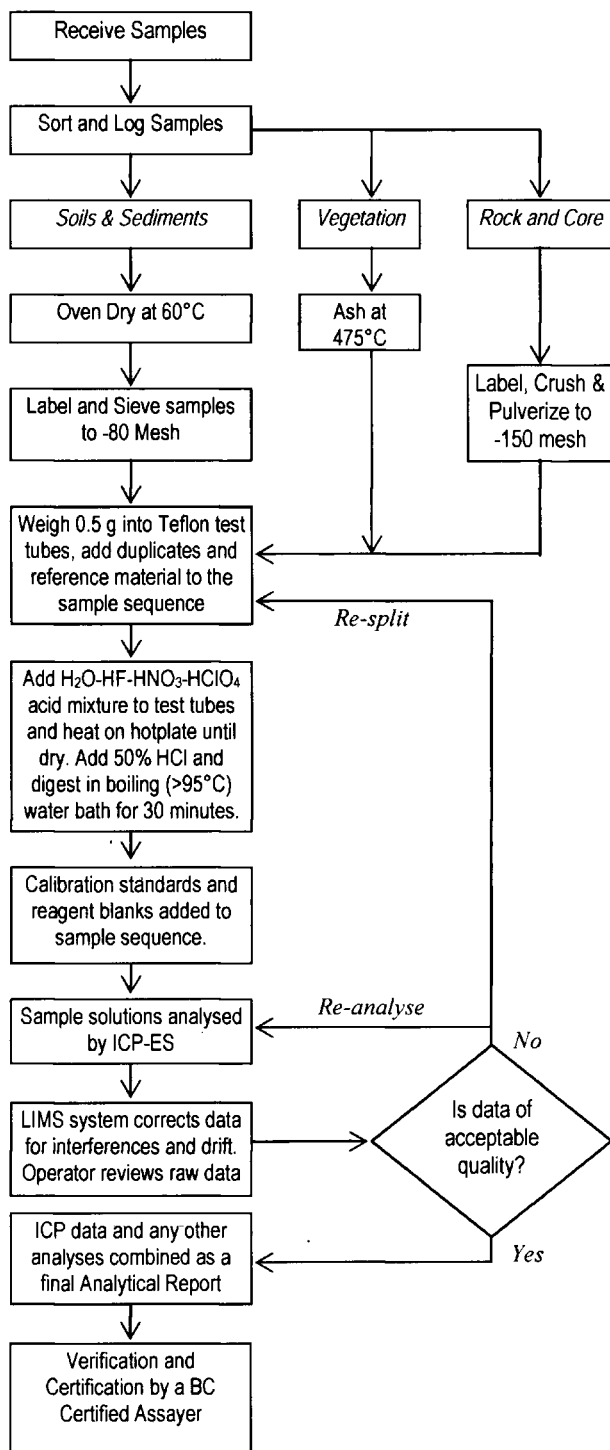 Receive Samples
Sort and Log Samples
Soils & Sediments
Vegetation
Rock and Core
Oven Dry at 60°C
Ash at
475°C
Label and Sieve samples
to -80 Mesh
Label, Crush &
Pulverize to
-150 mesh
Weigh 0.5 g into Teflon test
tubes, add duplicates and
reference material to the
sample sequence
Re-split
Add H₂O-HF-HNO₃-HClO₄
acid mixture to test tubes
and heat on hotplate until
dry. Add 50% HCl and
digest in boiling (>95°C)
water bath for 30 minutes.
Calibration standards and
reagent blanks added to
sample sequence.
Re-analyse
Sample solutions analysed
by ICP-ES
No
LIMS system corrects data
for interferences and drift.
Operator reviews raw data
Is data of
acceptable
quality?
ICP data and any other
analyses combined as a
final Analytical Report
Yes
Verification and
Certification by a BC
Certified Assayer